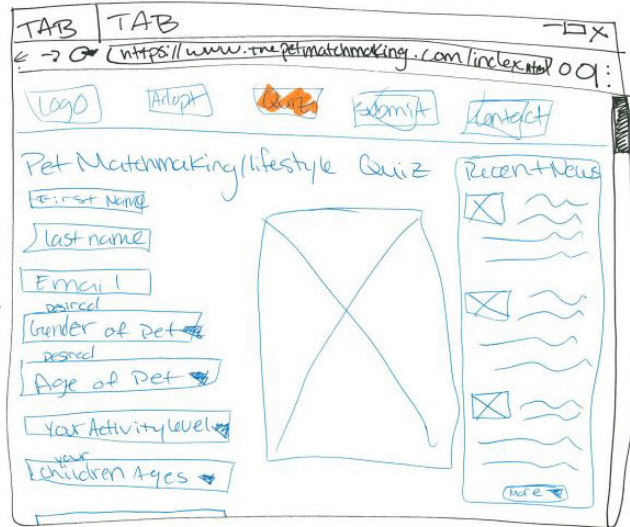 TAB TAB
https://www.thepetmatchmaking.com/index.html
Logo Adopt Quiz Submit Contact
Pet Matchmaking/lifestyle Quiz
Recent News
First Name
last name
Email
Desired
Gender of Pet
Desired
Age of Pet
Your Activity level
your
children Ages
More